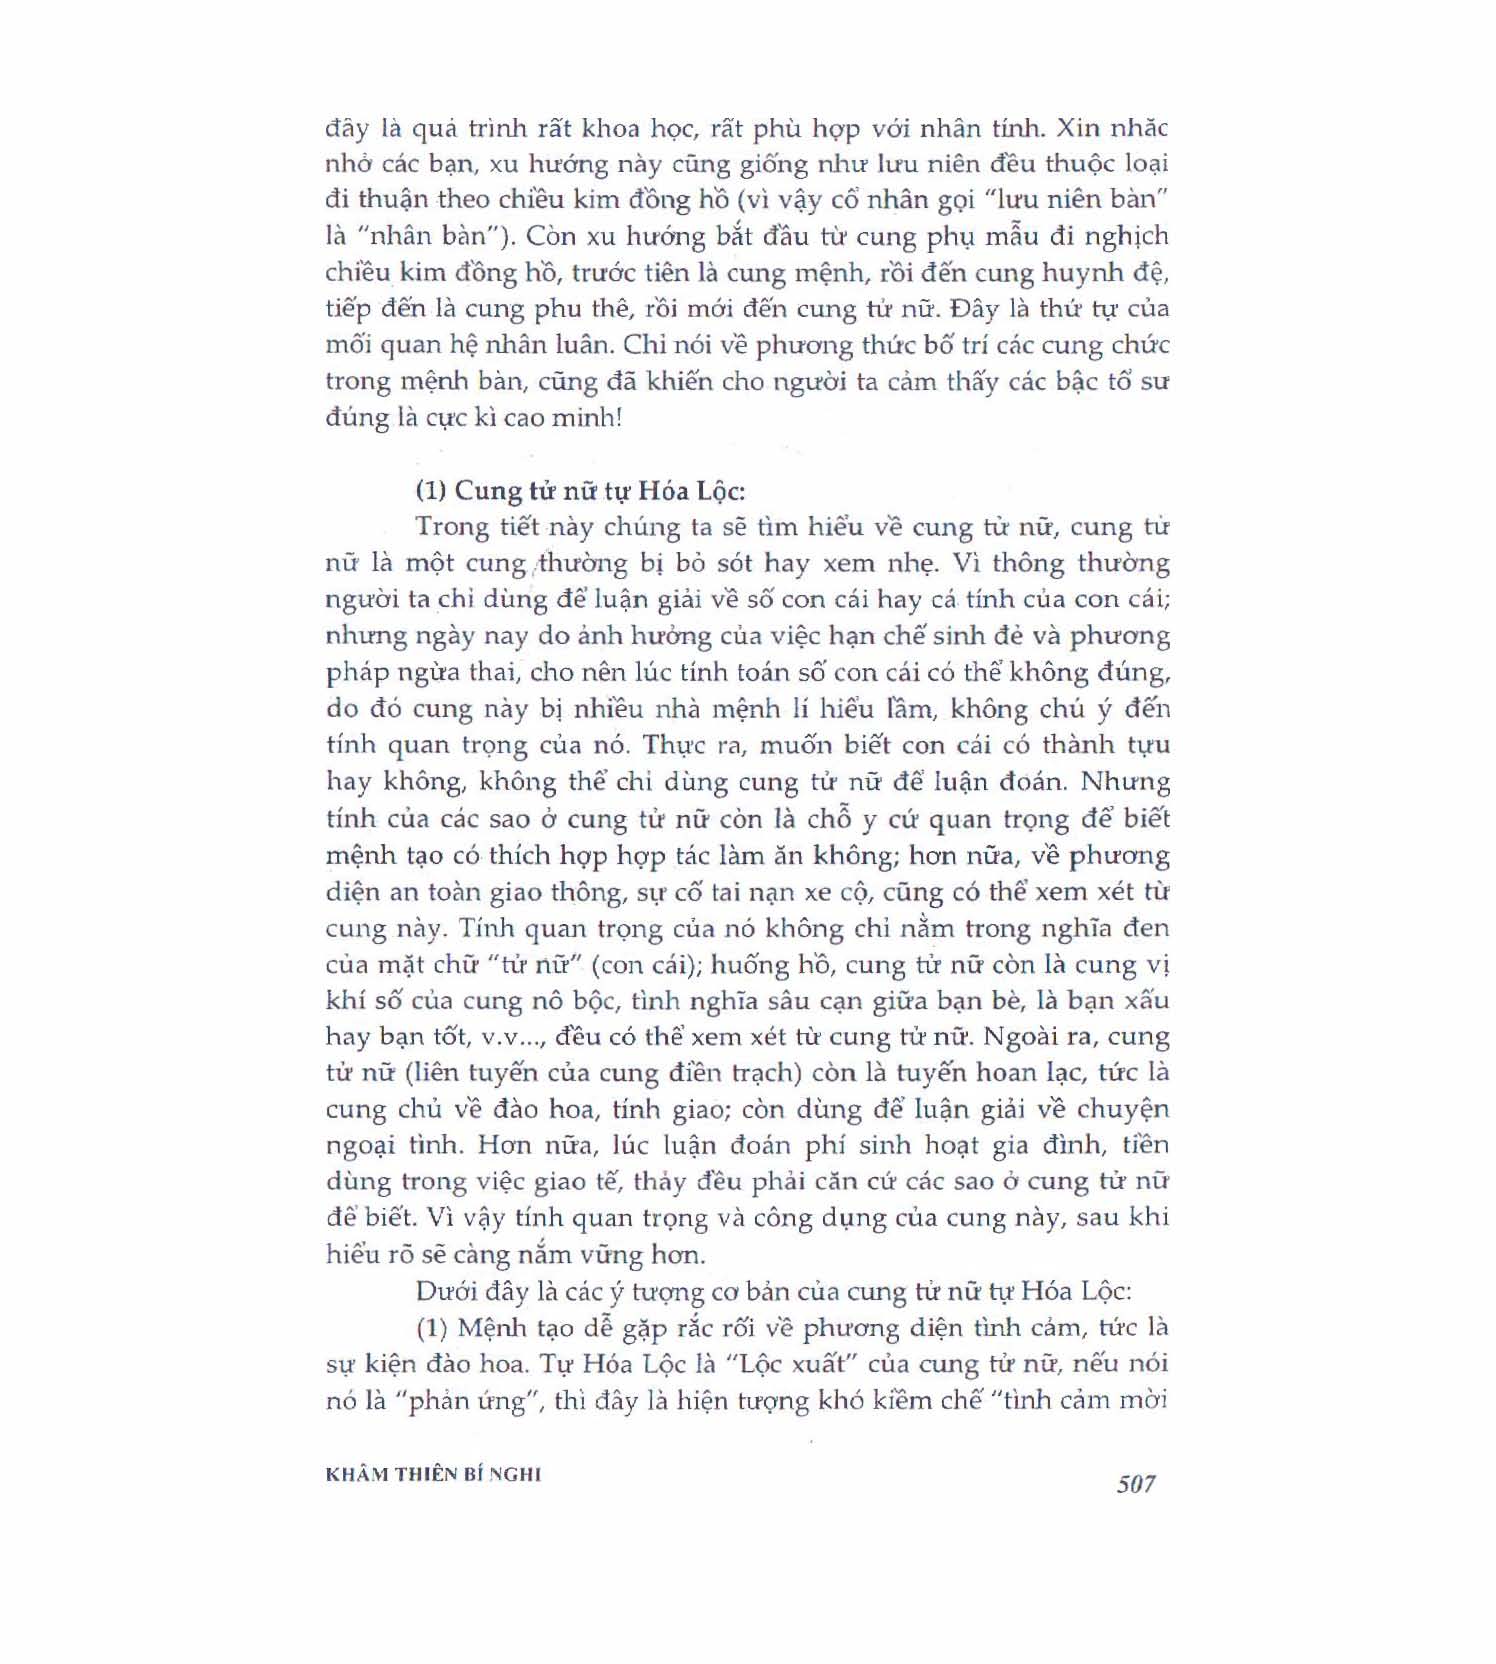 đây là quá trình rất khoa học, rất phù hợp với nhân tính. Xin nhắc
nhở các bạn, xu hướng này cũng giống như lưu niên đều thuộc loại
đi thuận theo chiều kim đồng hồ (vì vậy cổ nhân gọi "lưu niên bàn"
là "nhân bàn"). Còn xu hướng bắt đầu từ cung phụ mẫu đi nghịch
chiều kim đồng hồ, trước tiên là cung mệnh, rồi đến cung huynh đệ,
tiếp đến là cung phu thê, rồi mới đến cung tử nữ. Đây là thứ tự của
mối quan hệ nhân luân. Chỉ nói về phương thức bố trí các cung chức
trong mệnh bàn, cũng đã khiến cho người ta cảm thấy các bậc tổ sư
đúng là cực kì cao minh!
(1) Cung tử nữ tự Hóa Lộc:
Trong tiết này chúng ta sẽ tìm hiểu về cung tử nữ, cung tử
nữ là một cung thường bị bỏ sót hay xem nhẹ. Vì thông thường
người ta chỉ dùng để luận giải về số con cái hay cá tính của con cái;
nhưng ngày nay do ảnh hưởng của việc hạn chế sinh đẻ và phương
pháp ngừa thai, cho nên lúc tính toán số con cái có thể không đúng,
do đó cung này bị nhiều nhà mệnh lí hiểu lầm, không chú ý đến
tính quan trọng của nó. Thực ra, muốn biết con cái có thành tựu
hay không, không thể chỉ dùng cung tử nữ để luận đoán. Nhưng
tính của các sao ở cung tử nữ còn là chỗ y cứ quan trọng để biết
mệnh tạo có thích hợp hợp tác làm ăn không; hơn nữa, về phương
diện an toàn giao thông, sự cố tai nạn xe cộ, cũng có thể xem xét từ
cung này. Tính quan trọng của nó không chỉ nằm trong nghĩa đen
của mặt chữ "tử nữ" (con cái); huống hồ, cung tử nữ còn là cung vị
khí số của cung nô bộc, tình nghĩa sâu cạn giữa bạn bè, là bạn xấu
hay bạn tốt, v.v..., đều có thể xem xét từ cung tử nữ. Ngoài ra, cung
tử nữ (liên tuyến của cung điền trạch) còn là tuyến hoan lạc, tức là
cung chủ về đào hoa, tính giao; còn dùng để luận giải về chuyện
ngoại tình. Hơn nữa, lúc luận đoán phí sinh hoạt gia đình, tiền
dùng trong việc giao tế, thảy đều phải căn cứ các sao ở cung tử nữ
để biết. Vì vậy tính quan trọng và công dụng của cung này, sau khi
hiểu rõ sẽ càng nắm vững hơn.
Dưới đây là các ý tượng cơ bản của cung tử nữ tự Hóa Lộc:
(1) Mệnh tạo dễ gặp rắc rối về phương diện tình cảm, tức là
sự kiện đào hoa. Tự Hóa Lộc là "Lộc xuất" của cung tử nữ, nếu nói
nó là "phản ứng", thì đây là hiện tượng khó kiềm chế "tình cảm mời
KHÂM THIÊN BÍ NGHI
507